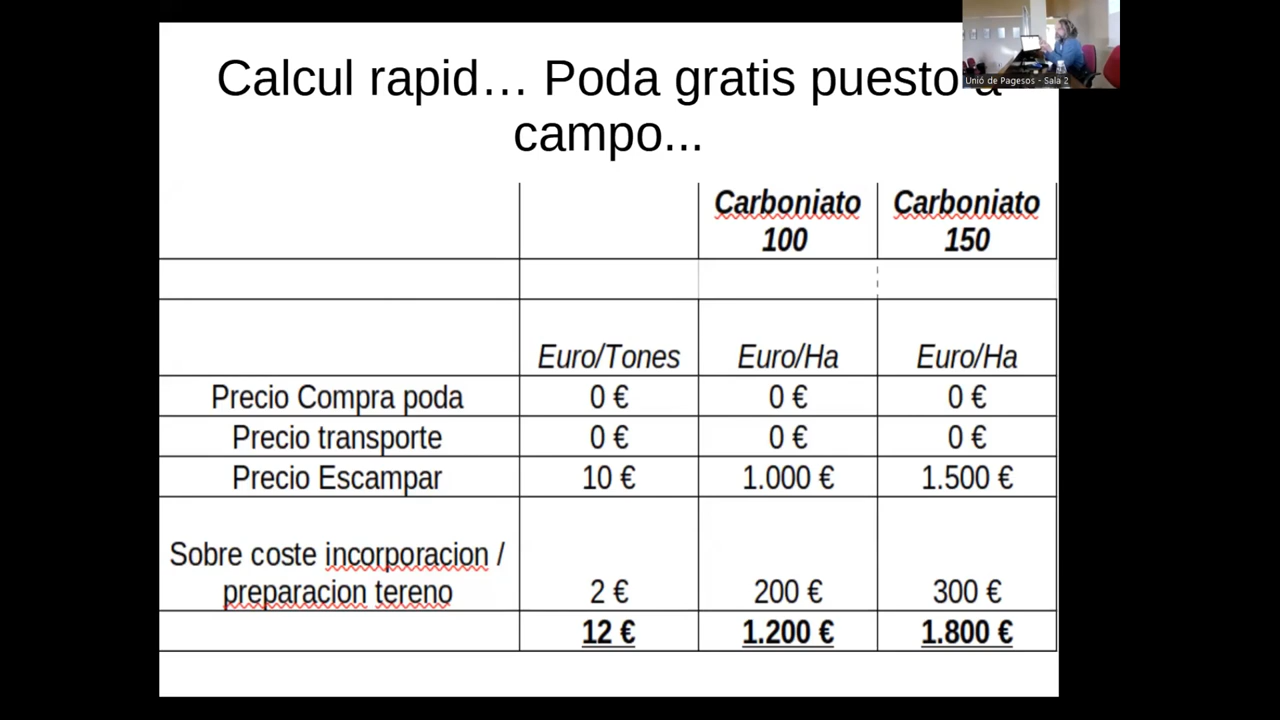 Calcul rapid… Poda gratis puesto a
campo...
Unió de Pagesos - Sala 2
Carboniato Carboniato
100 150
Euro/Tones Euro/Ha Euro/Ha
Precio Compra poda 0 € 0 € 0 €
Precio transporte 0 € 0 € 0 €
Precio Escampar 10 € 1.000 € 1.500 €
Sobre coste incorporacion /
preparacion tereno 2 € 200 € 300 €
12 € 1.200 € 1.800 €